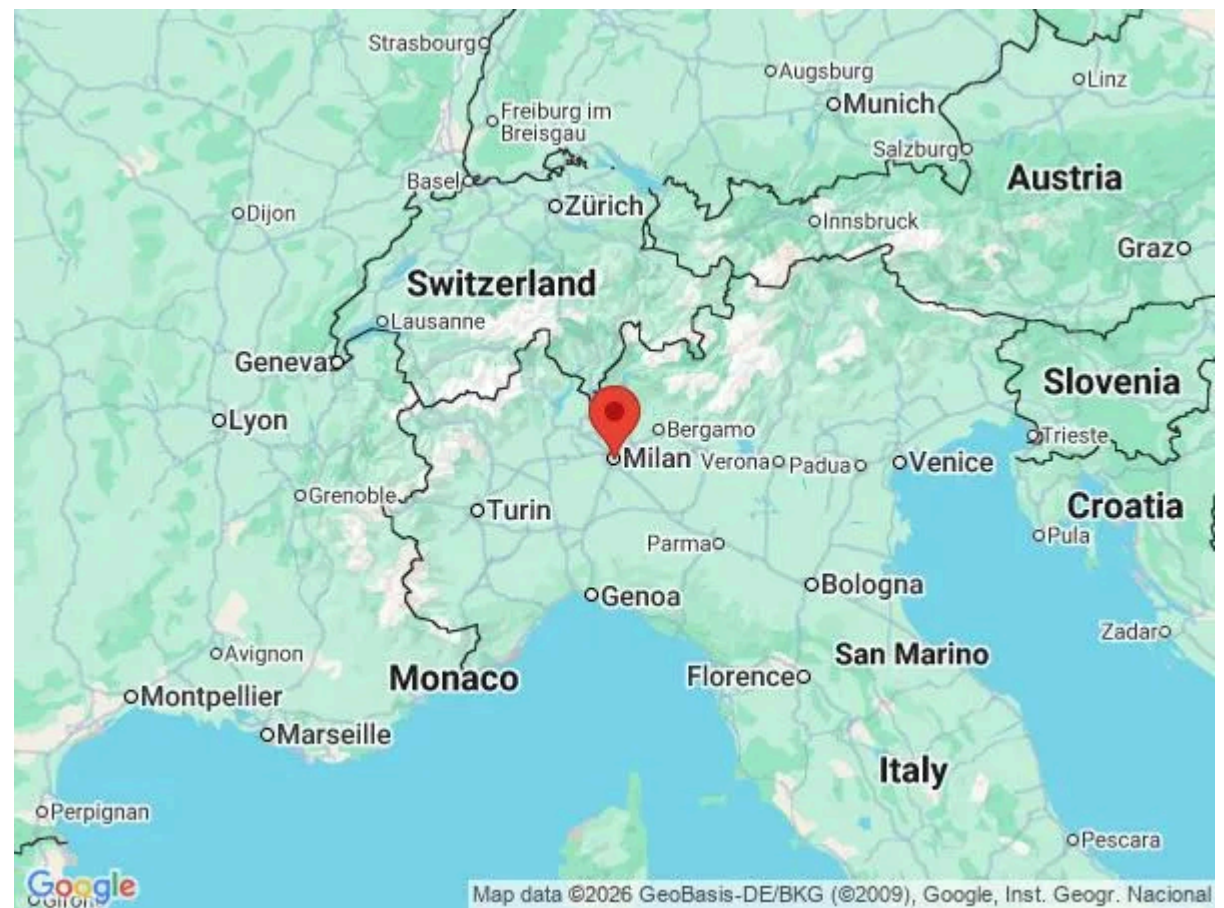 Strasbourg
Augsburg
Linz
Munich
Freiburg im
Breisgau
Salzburg
Austria
Basel
Zürich
Dijon
Innsbruck
Graz
Switzerland
Lausanne
Geneva
Slovenia
Lyon
Bergamo
Trieste
Milan
Verona
Padua
Venice
Grenoble
Turin
Croatia
Pula
Parma
Bologna
Genoa
Zadar
Avignon
San Marino
Monaco
Florence
Montpellier
Marseille
Italy
Perpignan
Pescara
Google
Map data ©2026 GeoBasis-DE/BKG (©2009), Google, Inst. Geogr. Nacional